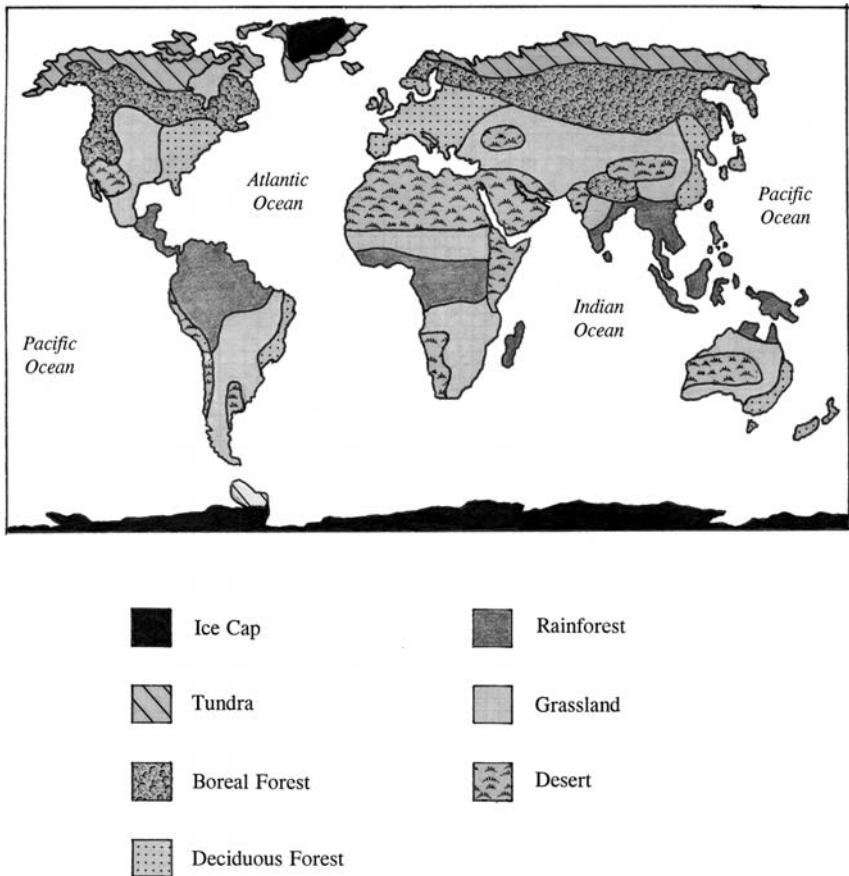 Atlantic
Ocean
Pacific
Ocean
Indian
Ocean
Pacific
Ocean
Ice Cap
Rainforest
Tundra
Grassland
Boreal Forest
Desert
Deciduous Forest